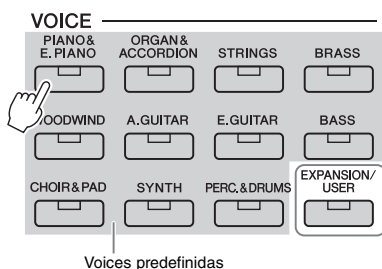 VOICE
PIANO &
E. PIANO
ORGAN &
ACCORDION
STRINGS
BRASS
OODWIND
A.GUITAR
E.GUITAR
BASS
CHOIR & PAD
SYNTH
PERC. & DRUMS
EXPANSION/
USER
Voices predefinidas